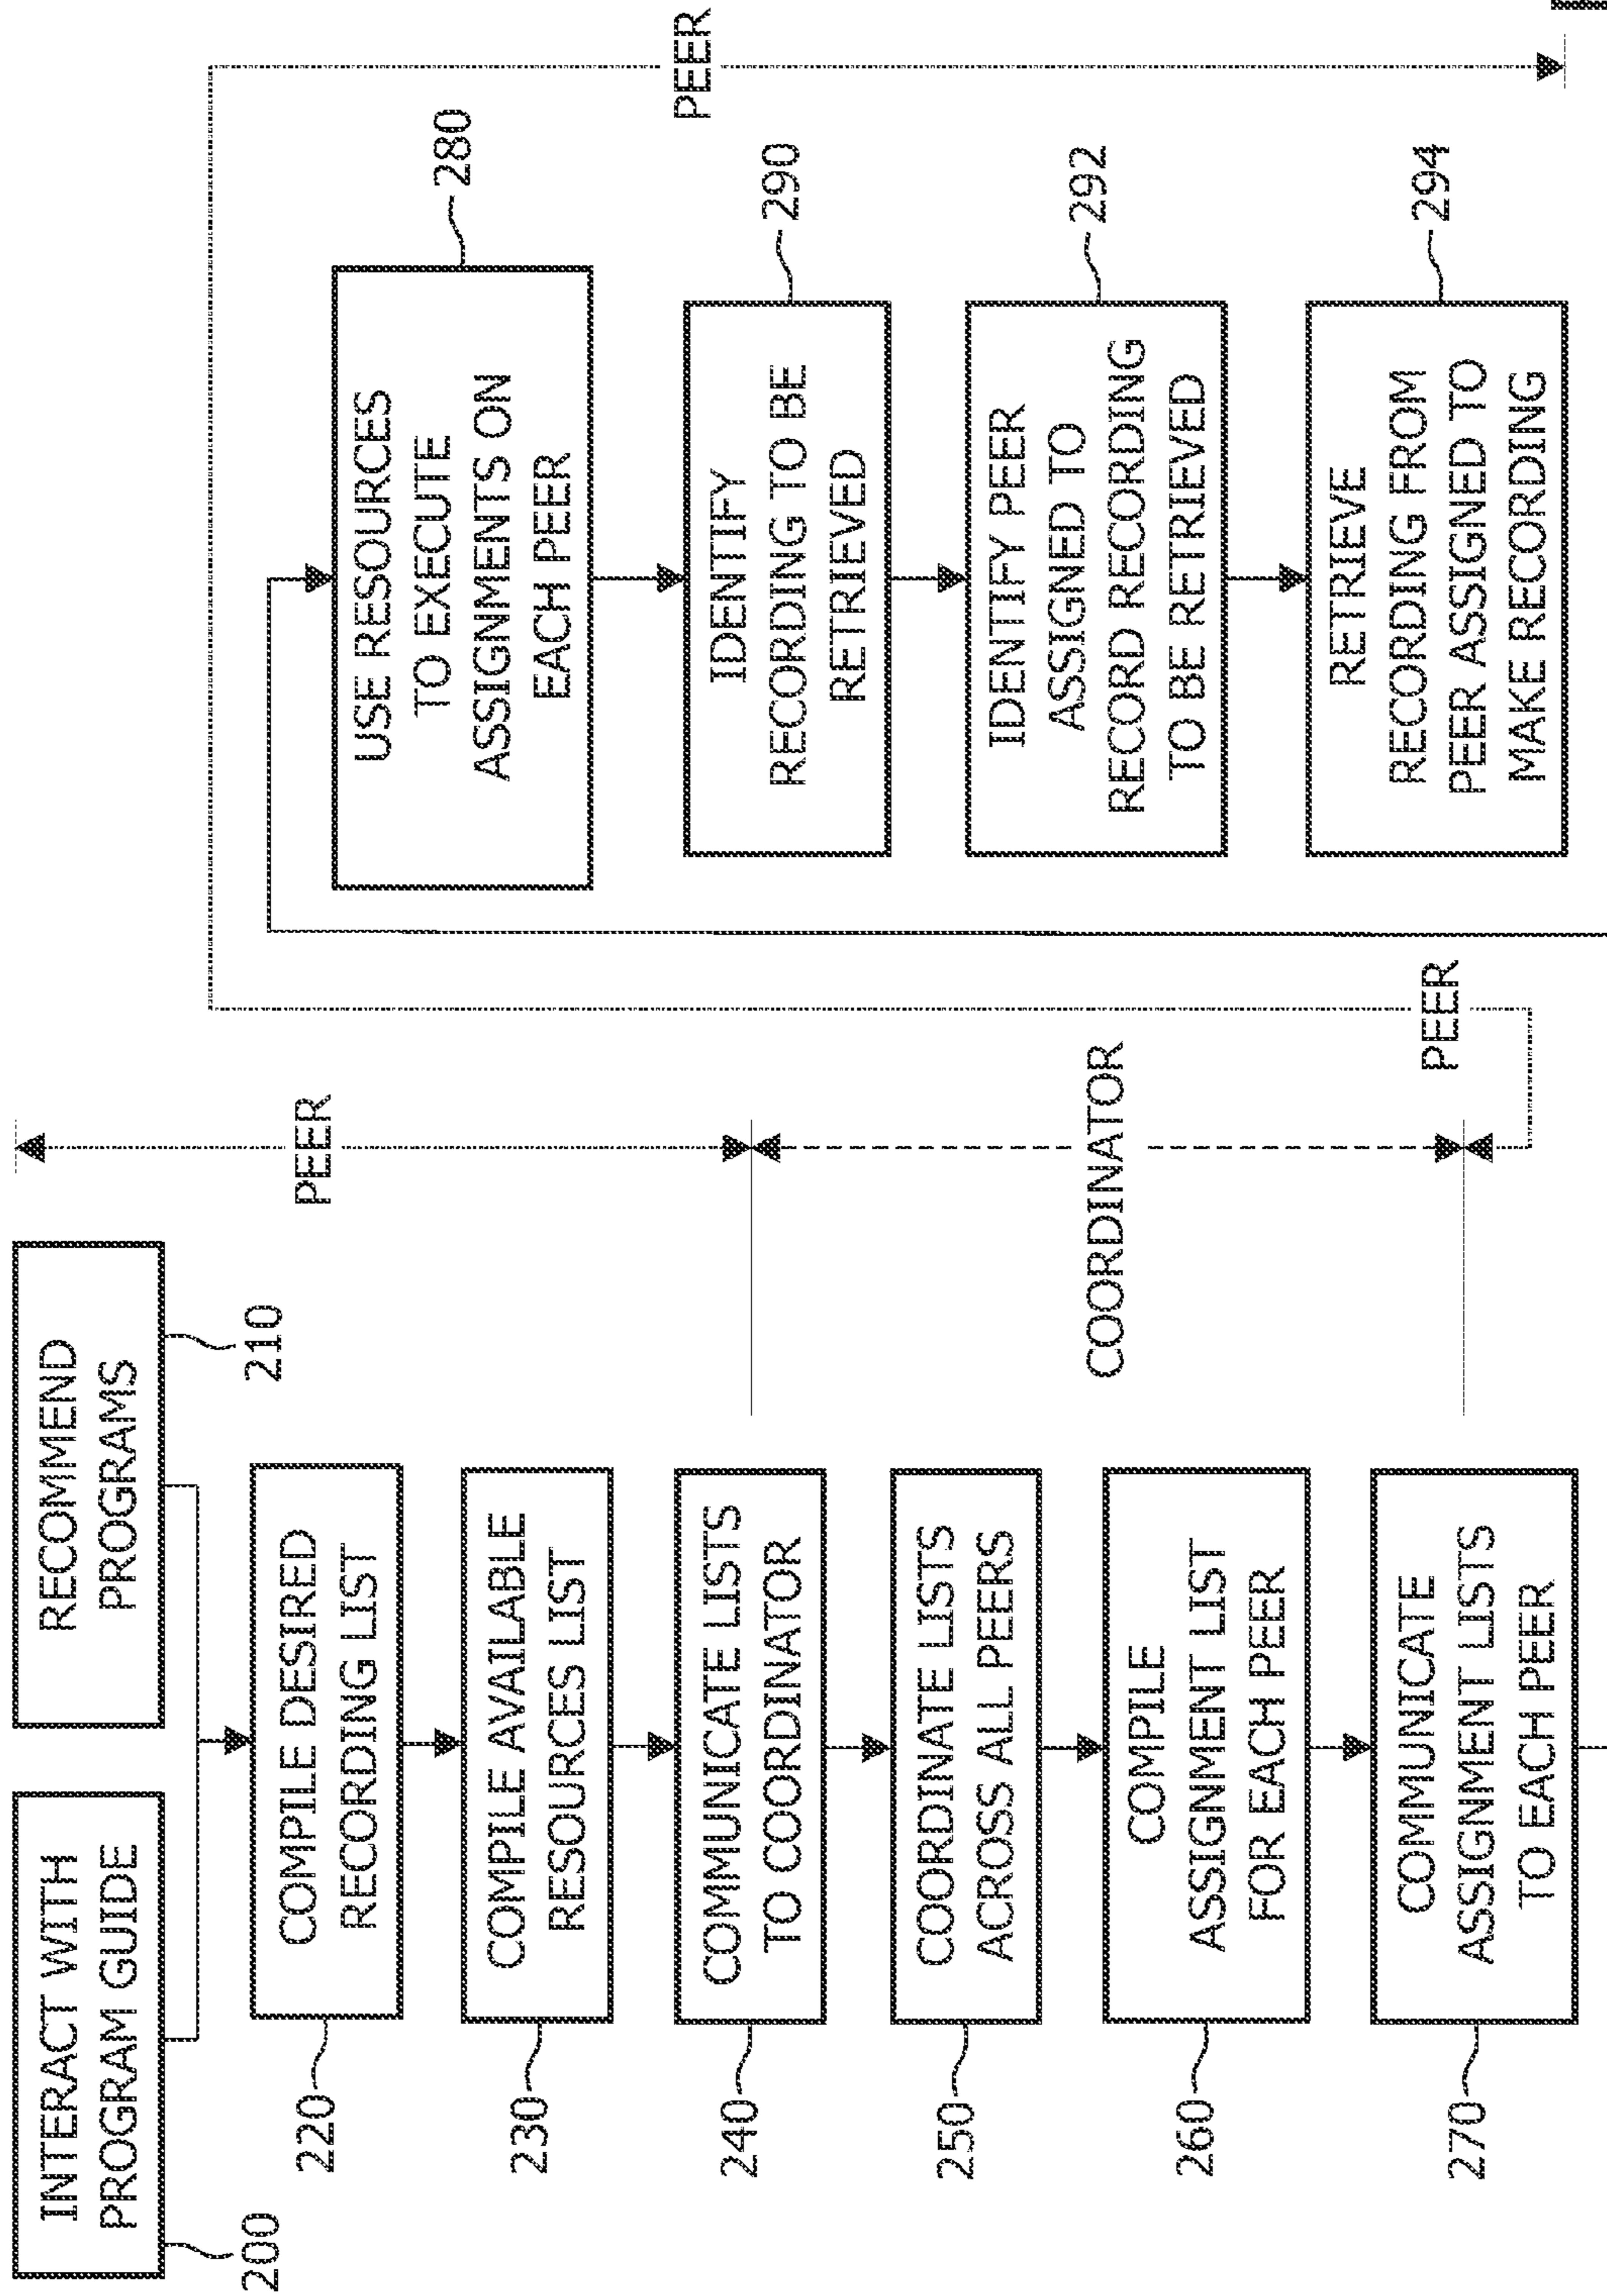 INTERACT WITH
PROGRAM GUIDE
200
RECOMMEND
PROGRAMS
210
COMPILE DESIRED
RECORDING LIST
220
COMPILE AVAILABLE
RESOURCES LIST
230
COMMUNICATE LISTS
TO COORDINATOR
240
COORDINATE LISTS
ACROSS ALL PEERS
250
COMPILE
ASSIGNMENT LIST
FOR EACH PEER
260
COMMUNICATE
ASSIGNMENT LISTS
TO EACH PEER
270
PEER
COORDINATOR
PEER
USE RESOURCES
TO EXECUTE
ASSIGNMENTS ON
EACH PEER
280
IDENTIFY
RECORDING TO BE
RETRIEVED
290
IDENTIFY PEER
ASSIGNED TO
RECORD RECORDING
TO BE RETRIEVED
292
RETRIEVE
RECORDING FROM
PEER ASSIGNED TO
MAKE RECORDING
294
PEER